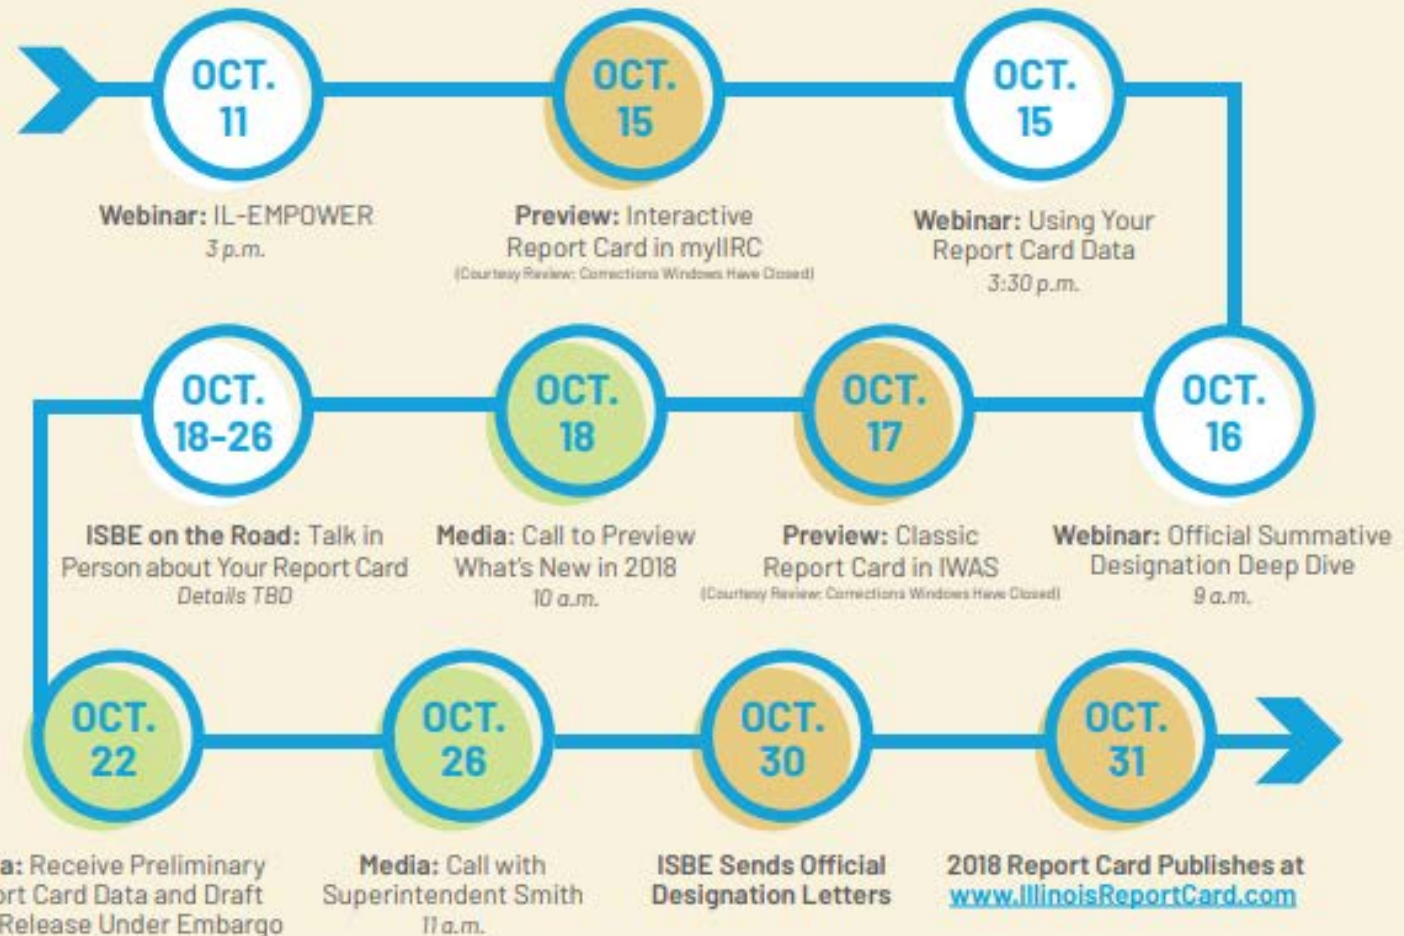 OCT.
11
Webinar: IL-EMPOWER
3 p.m.
OCT.
15
Preview: Interactive
Report Card in myIIRC
(Courtesy Review: Corrections Windows Have Closed)
OCT.
15
Webinar: Using Your
Report Card Data
3:30 p.m.
OCT.
16
Webinar: Official Summative
Designation Deep Dive
9 a.m.
OCT.
17
Preview: Classic
Report Card in IWAS
(Courtesy Review: Corrections Windows Have Closed)
OCT.
18
Media: Call to Preview
What's New in 2018
10 a.m.
OCT.
18-26
ISBE on the Road: Talk in
Person about Your Report Card
Details TBD
OCT.
22
a: Receive Preliminary
ort Card Data and Draft
Release Under Embargo
OCT.
26
Media: Call with
Superintendent Smith
11 a.m.
OCT.
30
ISBE Sends Official
Designation Letters
OCT.
31
2018 Report Card Publishes at
www.IllinoisReportCard.com